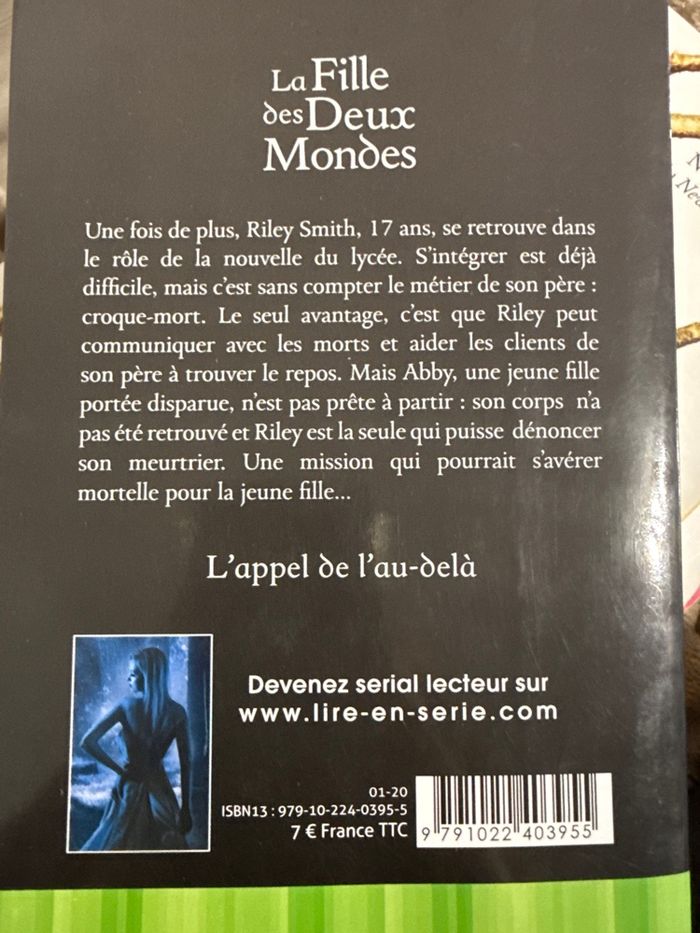 La Fille
des Deux
Mondes
Une fois de plus, Riley Smith, 17 ans, se retrouve dans
le rôle de la nouvelle du lycée. S'intégrer est déjà
difficile, mais c'est sans compter le métier de son père :
croque-mort. Le seul avantage, c'est que Riley peut
communiquer avec les morts et aider les clients de
son père à trouver le repos. Mais Abby, une jeune fille
portée disparue, n'est pas prête à partir : son corps n'a
pas été retrouvé et Riley est la seule qui puisse dénoncer
son meurtrier. Une mission qui pourrait s'avérer
mortelle pour la jeune fille...
L'appel de l'au-delà
Devenez serial lecteur sur
www.lire-en-serie.com
01-20
ISBN13 : 979-10-224-0395-5
7 € France TTC
9 791022 403955